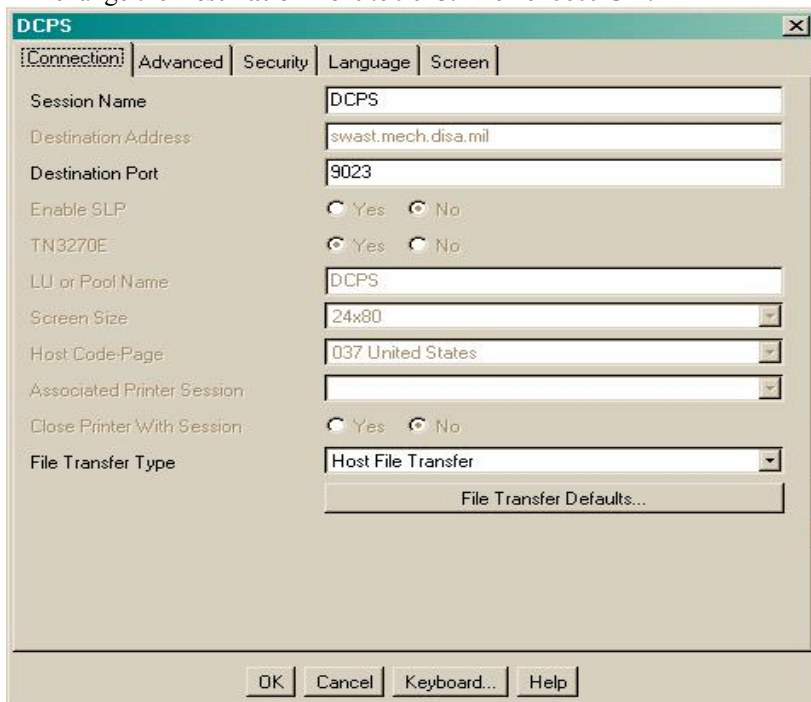 DCPS
Connection Advanced Security Language Screen
Session Name DCPS
Destination Address swast.mech.disa.mil
Destination Port 9023
Enable SLP Yes No
TN3270E Yes No
LU or Pool Name DCPS
Screen Size 24x80
Host Code-Page 037 United States
Associated Printer Session
Close Printer With Session Yes No
File Transfer Type Host File Transfer
File Transfer Defaults...
OK Cancel Keyboard... Help